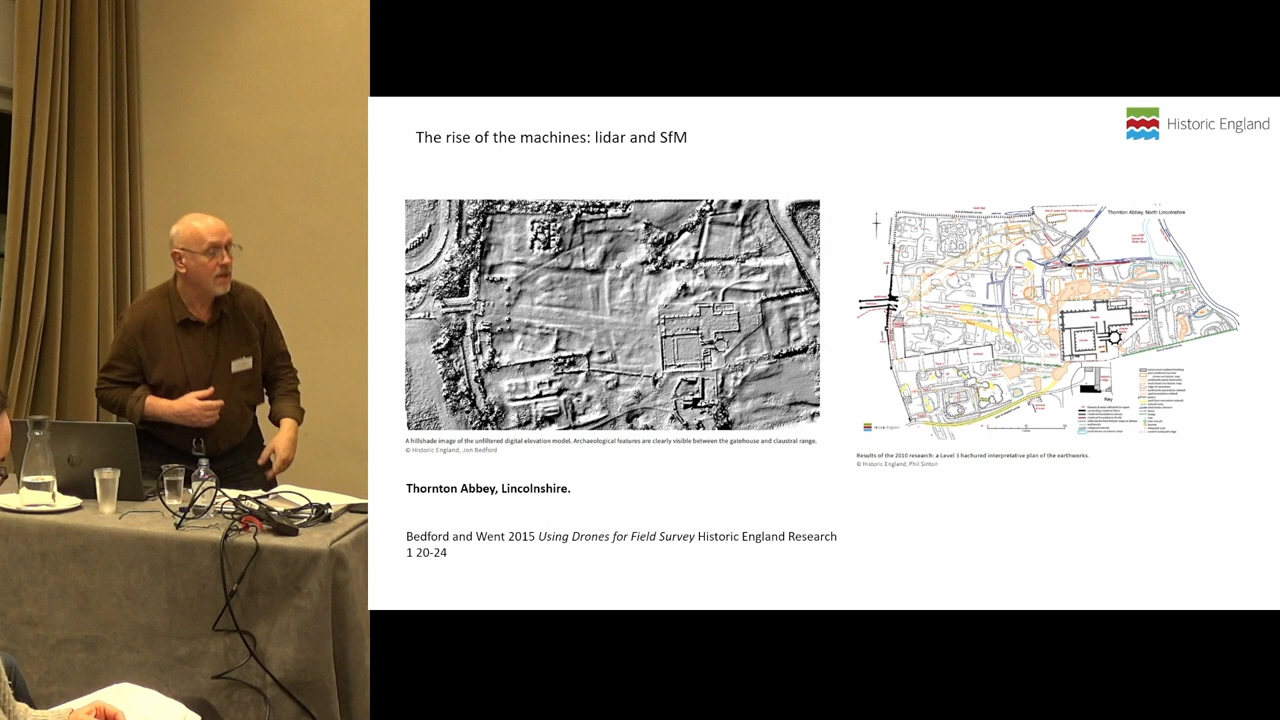 The rise of the machines: lidar and SfM
Historic England
Thornton Abbey, North Lincolnshire
Key
A hillshade image of the unfiltered digital elevation model. Archaeological features are clearly visible between the gatehouse and claustral range.
© Historic England, Jon Bedford
Results of the 2010 research: a Level 3 hachured interpretative plan of the earthworks.
© Historic England, Phil Sinton
Thornton Abbey, Lincolnshire.
Bedford and Went 2015 Using Drones for Field Survey Historic England Research
1 20-24